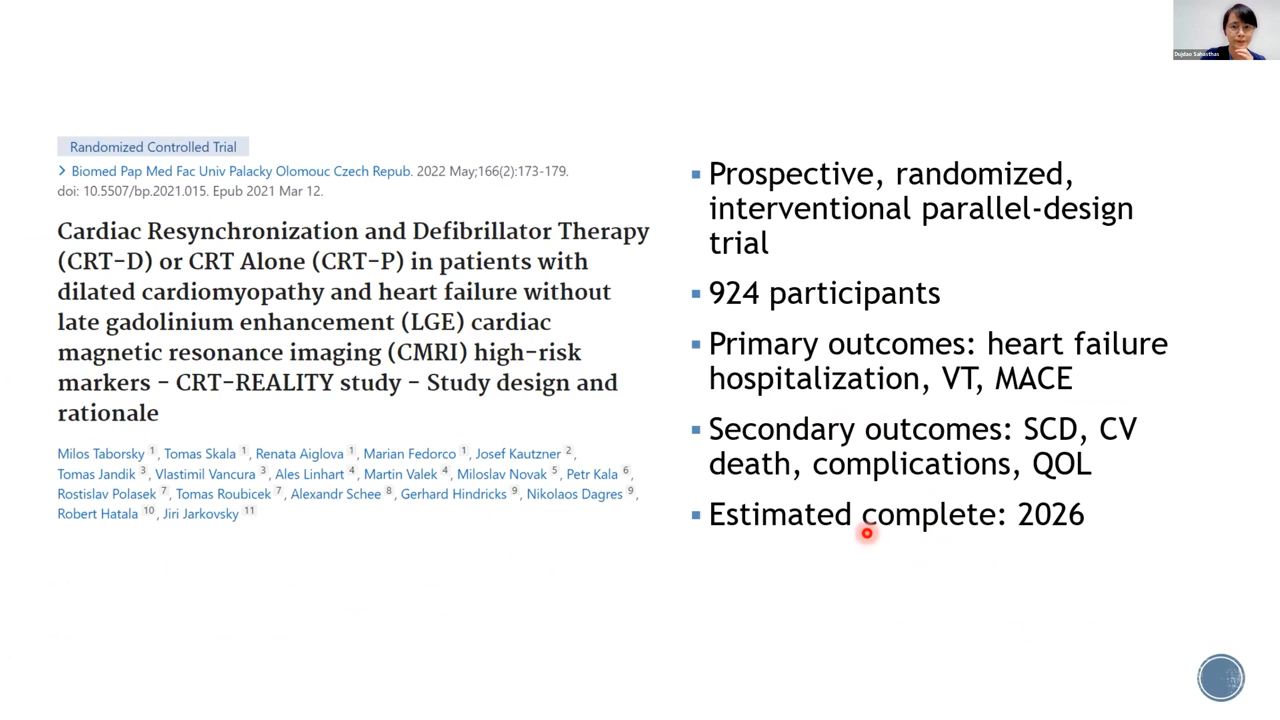 Dujdao Sahasthas
Randomized Controlled Trial
> Biomed Pap Med Fac Univ Palacky Olomouc Czech Repub. 2022 May;166(2):173-179.
doi: 10.5507/bp.2021.015. Epub 2021 Mar 12.
Cardiac Resynchronization and Defibrillator Therapy
(CRT-D) or CRT Alone (CRT-P) in patients with
dilated cardiomyopathy and heart failure without
late gadolinium enhancement (LGE) cardiac
magnetic resonance imaging (CMRI) high-risk
markers - CRT-REALITY study - Study design and
rationale
Milos Taborsky 1, Tomas Skala 1, Renata Aiglova 1, Marian Fedorco 1, Josef Kautzner 2,
Tomas Jandik 3, Vlastimil Vancura 3, Ales Linhart 4, Martin Valek 4, Miloslav Novak 5, Petr Kala 6,
Rostislav Polasek 7, Tomas Roubicek 7, Alexandr Schee 8, Gerhard Hindricks 9, Nikolaos Dagres 9,
Robert Hatala 10, Jiri Jarkovsky 11
▪ Prospective, randomized,
interventional parallel-design
trial
▪ 924 participants
▪ Primary outcomes: heart failure
hospitalization, VT, MACE
▪ Secondary outcomes: SCD, CV
death, complications, QOL
▪ Estimated complete: 2026